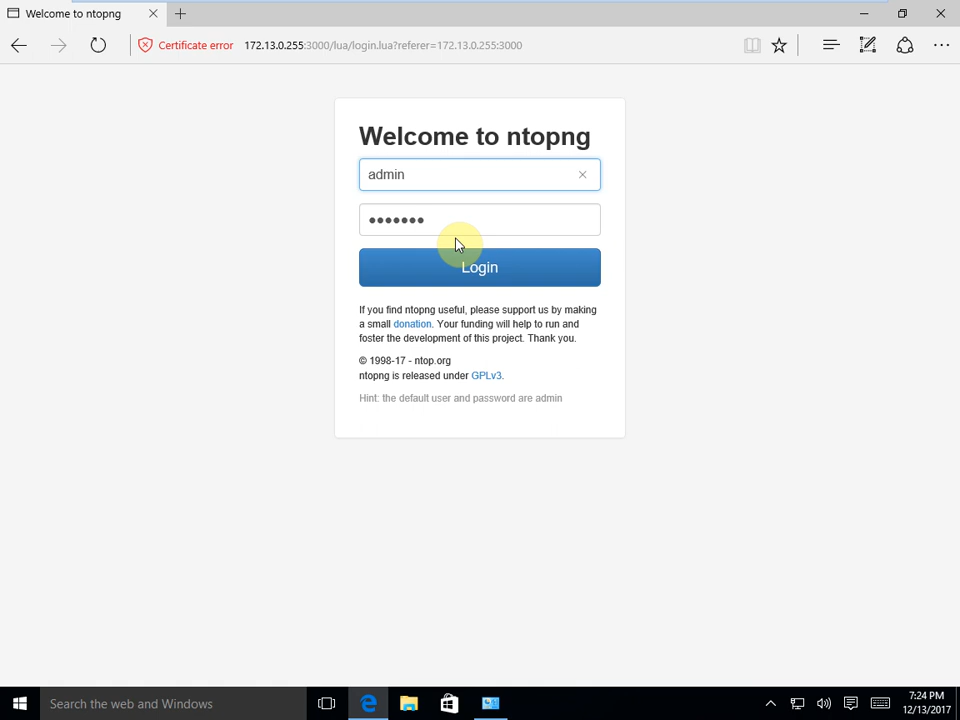 Welcome to ntopng
Certificate error 172.13.0.255:3000/lua/login.lua?referer=172.13.0.255:3000
Welcome to ntopng
admin
•••••••
Login
If you find ntopng useful, please support us by making
a small donation. Your funding will help to run and
foster the development of this project. Thank you.
© 1998-17 - ntop.org
ntopng is released under GPLv3.
Hint: the default user and password are admin
Search the web and Windows
7:24 PM
12/13/2017